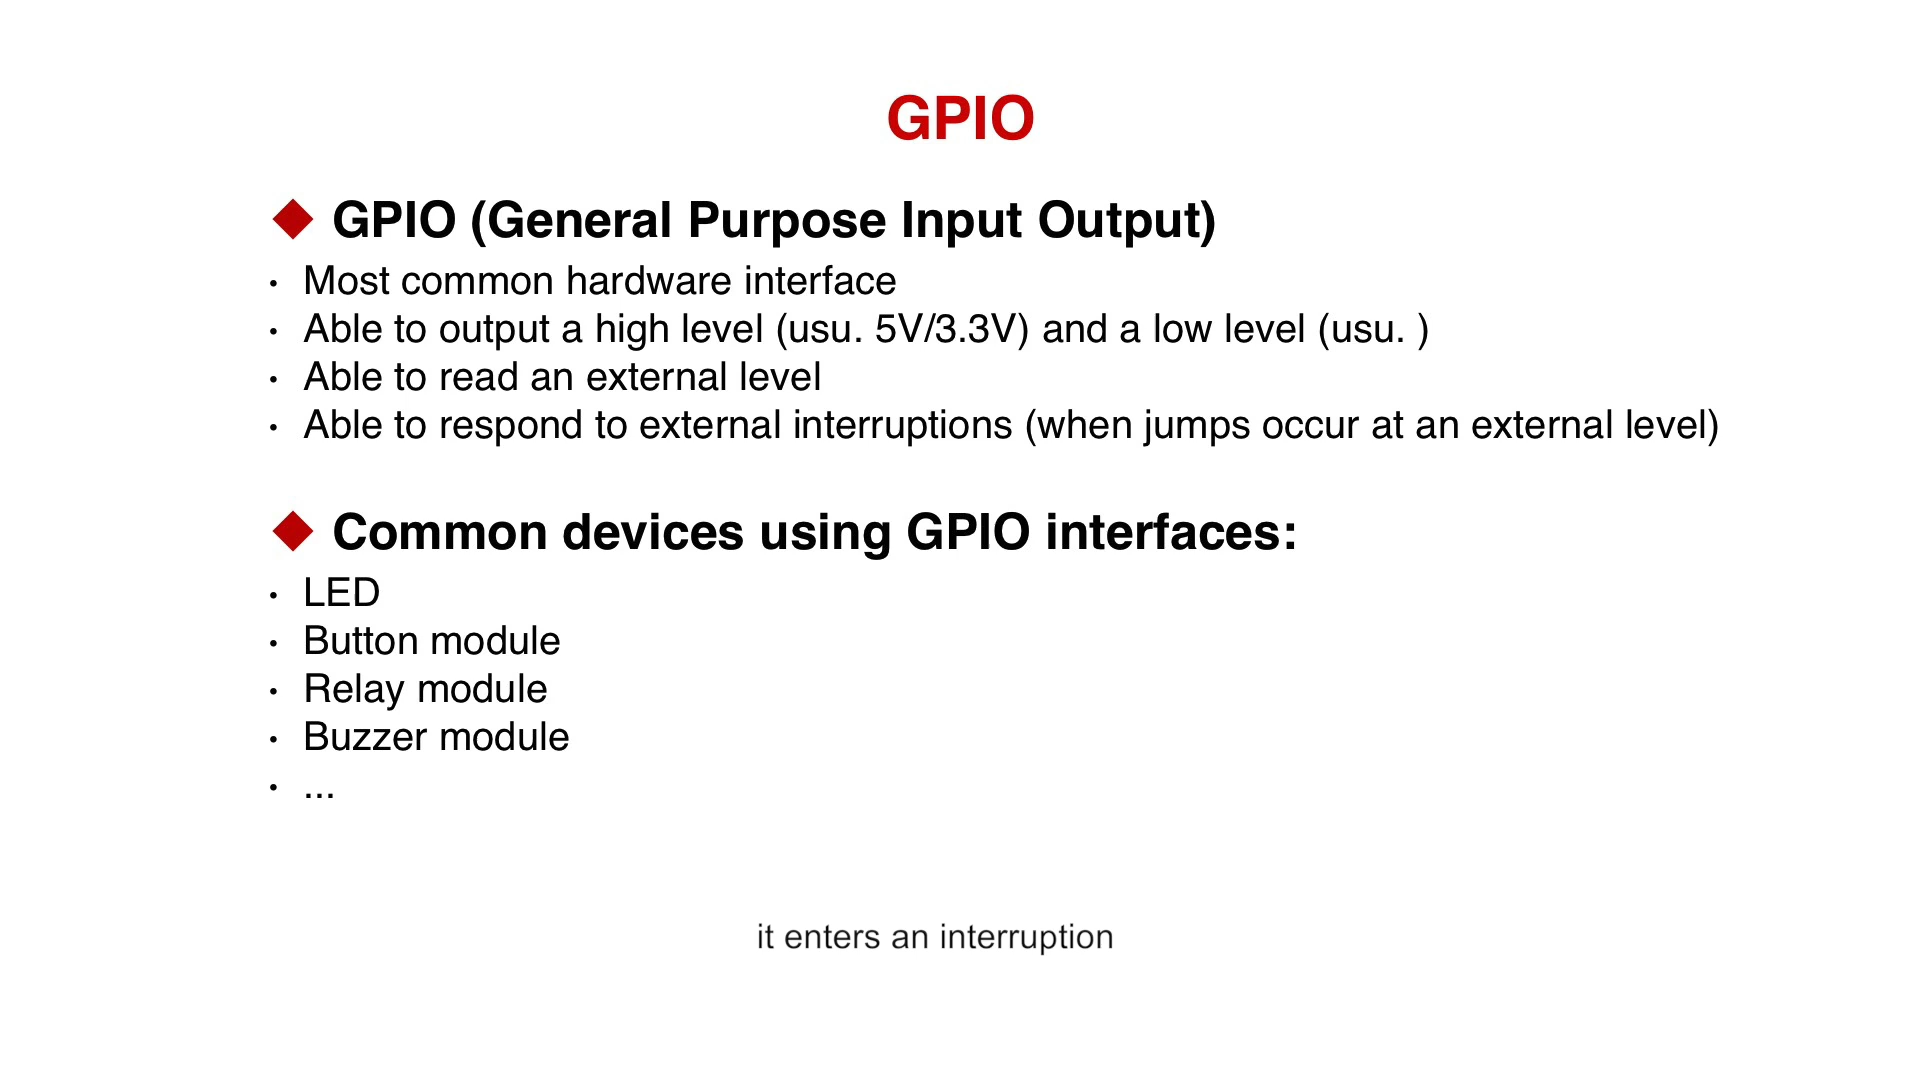 GPIO
◆ GPIO (General Purpose Input Output)
• Most common hardware interface
• Able to output a high level (usu. 5V/3.3V) and a low level (usu. )
• Able to read an external level
• Able to respond to external interruptions (when jumps occur at an external level)
◆ Common devices using GPIO interfaces:
• LED
• Button module
• Relay module
• Buzzer module
• ...
it enters an interruption